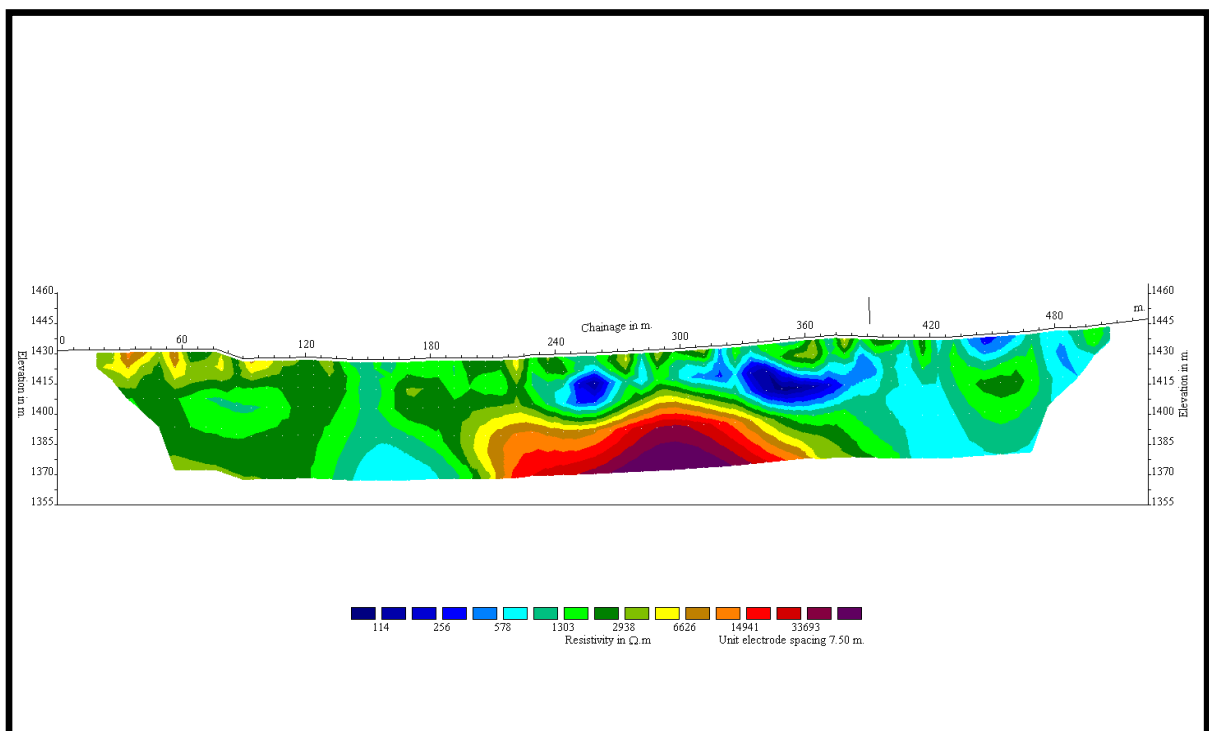 1460 1460
1445 Chainage in m. 300 360 420 480 m. 1445
0 60 120 180 240
1430 1430
1415 1415
1400 1400
1385 1385
1370 1370
1355 1355
Elevaton in m.
Elevation in m.
114 256 578 1303 2938 6626 14941 33693
Resistivity in Ω.m Unit electrode spacing 7.50 m.